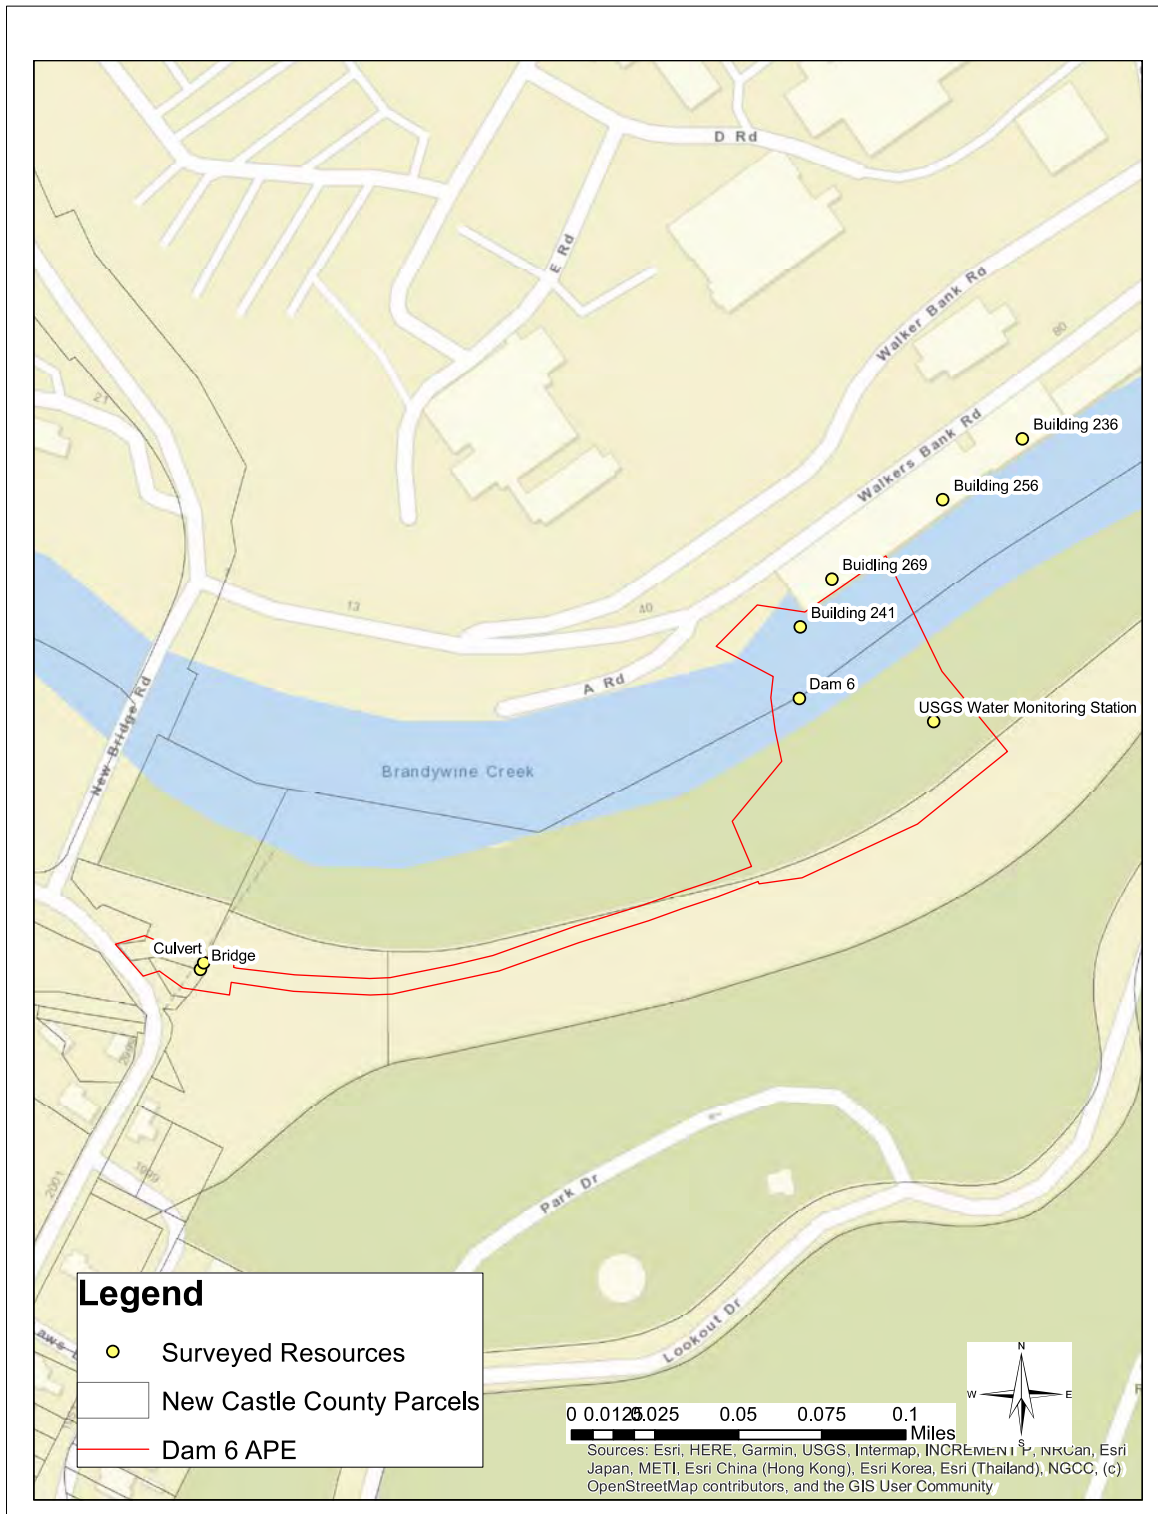 D Rd
E Rd
Walker Bank Rd
80
21
Walkers Bank Rd
Building 236
Building 256
Buidling 269
13
40
Building 241
A Rd
Dam 6
USGS Water Monitoring Station
New Bridge Rd
Brandywine Creek
Culvert
Bridge
2999
1999
2001
Park Dr
Lookout Dr
Legend
Surveyed Resources
New Castle County Parcels
Dam 6 APE
N
W
E
S
0 0.0125 0.025 0.05 0.075 0.1
Miles
Sources: Esri, HERE, Garmin, USGS, Intermap, INCREMENT P, NRCan, Esri
Japan, METI, Esri China (Hong Kong), Esri Korea, Esri (Thailand), NGCC, (c)
OpenStreetMap contributors, and the GIS User Community